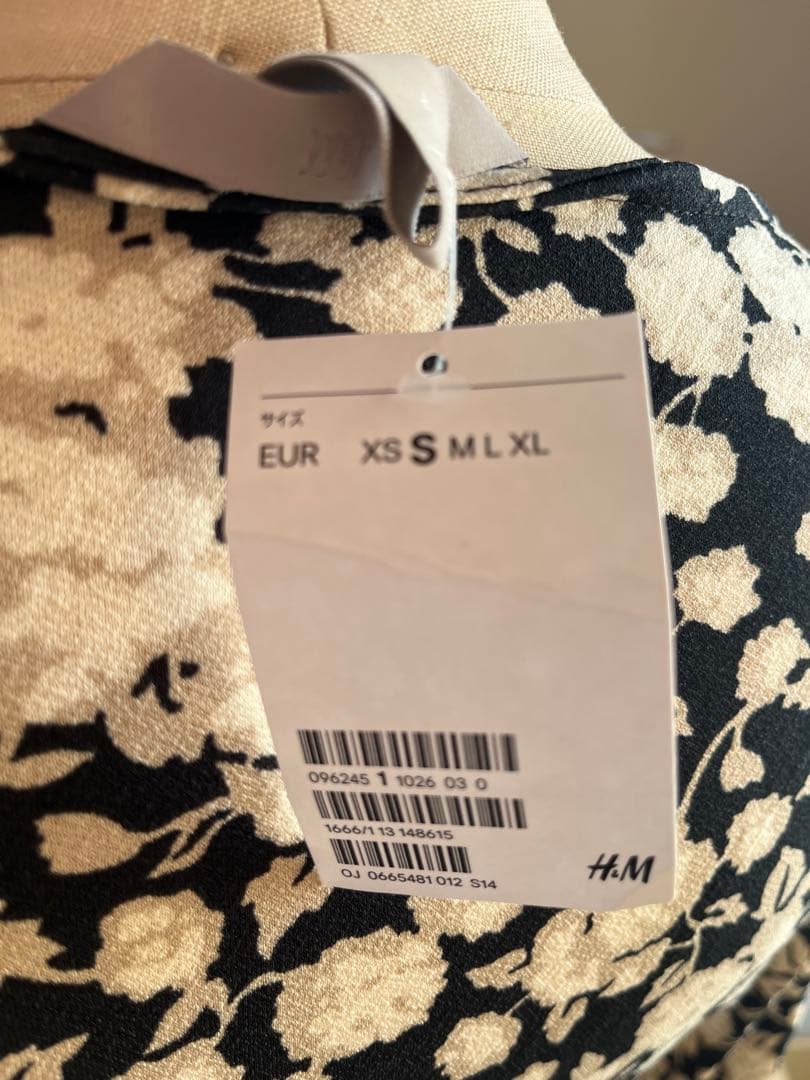 サイズ
EUR XS S M L XL
096245 1 1026 03 0
1666/1 13 148615
OJ 0665481 012 S14
H&M